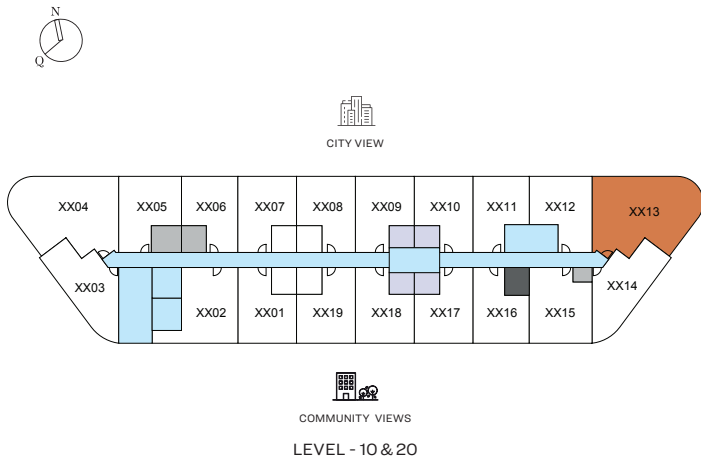 N
Q
CITY VIEW
XX04 XX05 XX06 XX07 XX08 XX09 XX10 XX11 XX12 XX13
XX03 XX14
XX02 XX01 XX19 XX18 XX17 XX16 XX15
COMMUNITY VIEWS
LEVEL - 10 & 20